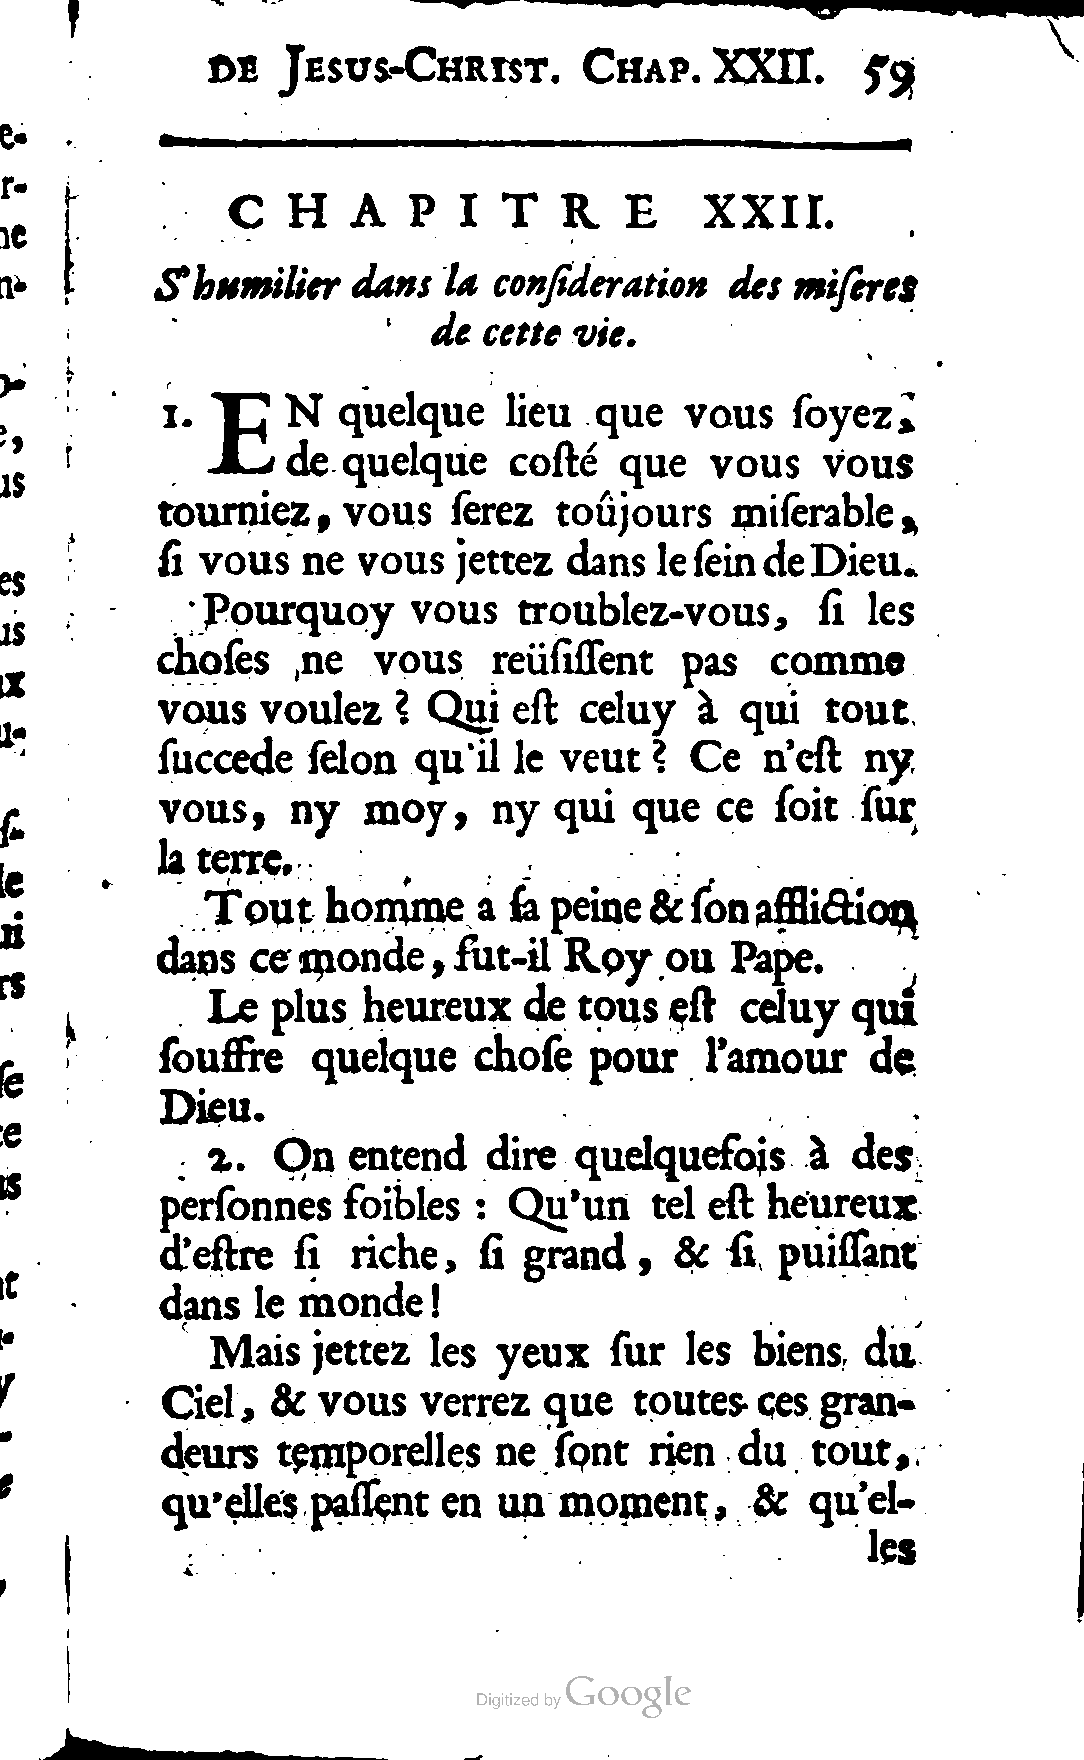 DE JESUS-CHRIST. CHAP. XXII. 59
CHAPITRE XXII.
S'humilier dans la conſideration des miſeres
de cette vie.
1. EN quelque lieu que vous ſoyez,
de quelque coſté que vous vous
tourniez, vous ſerez toûjours miſerable,
ſi vous ne vous jettez dans le ſein de Dieu.
Pourquoy vous troublez-vous, ſi les
choſes ne vous reüſiſſent pas comme
vous voulez ? Qui eſt celuy à qui tout
ſuccede ſelon qu'il le veut ? Ce n'eſt ny
vous, ny moy, ny qui que ce ſoit ſur
la terre.
Tout homme a ſa peine & ſon affliction
dans ce monde, fut-il Roy ou Pape.
Le plus heureux de tous eſt celuy qui
ſouffre quelque choſe pour l'amour de
Dieu.
2. On entend dire quelquefois à des
perſonnes foibles : Qu'un tel eſt heureux
d'eſtre ſi riche, ſi grand, & ſi puiſſant
dans le monde !
Mais jettez les yeux ſur les biens du
Ciel, & vous verrez que toutes ces gran-
deurs temporelles ne ſont rien du tout,
qu'elles paſſent en un moment, & qu'el-
les
Digitized by Google